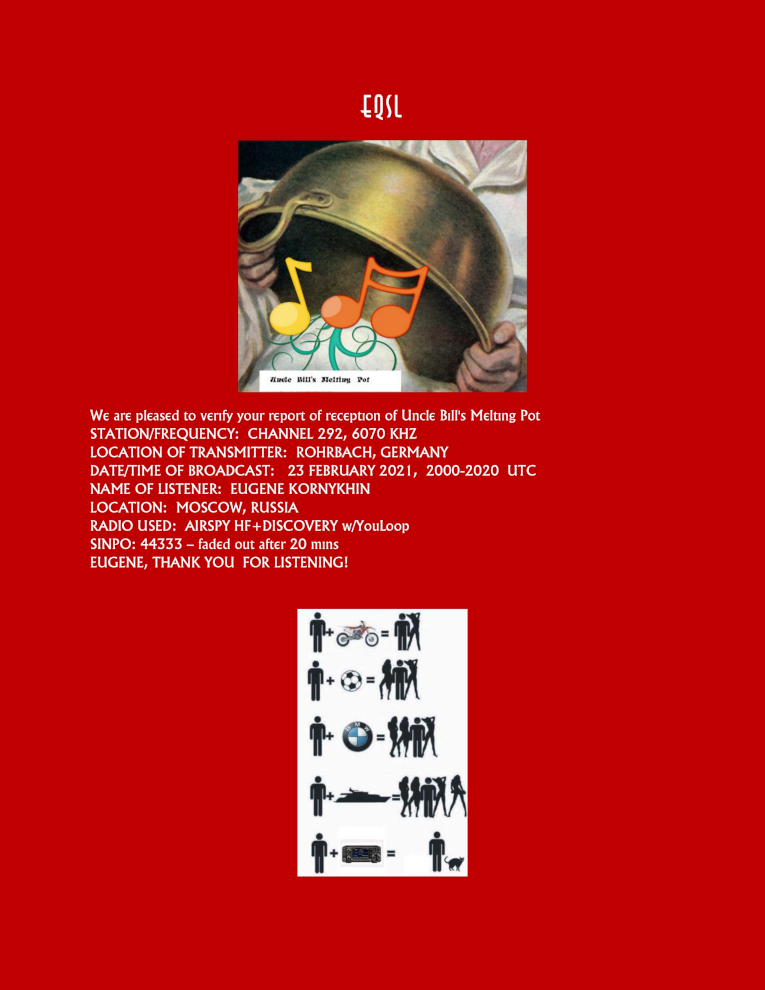 EQSL
Uncle Bill's Melting Pot
We are pleased to verify your report of reception of Uncle Bill's Melting Pot
STATION/FREQUENCY: CHANNEL 292, 6070 KHZ
LOCATION OF TRANSMITTER: ROHRBACH, GERMANY
DATE/TIME OF BROADCAST: 23 FEBRUARY 2021, 2000-2020 UTC
NAME OF LISTENER: EUGENE KORNYKHIN
LOCATION: MOSCOW, RUSSIA
RADIO USED: AIRSPY HF+DISCOVERY w/YouLoop
SINPO: 44333 – faded out after 20 mins
EUGENE, THANK YOU FOR LISTENING!
+ =
+ =
+ =
BMW
+ =
+ =